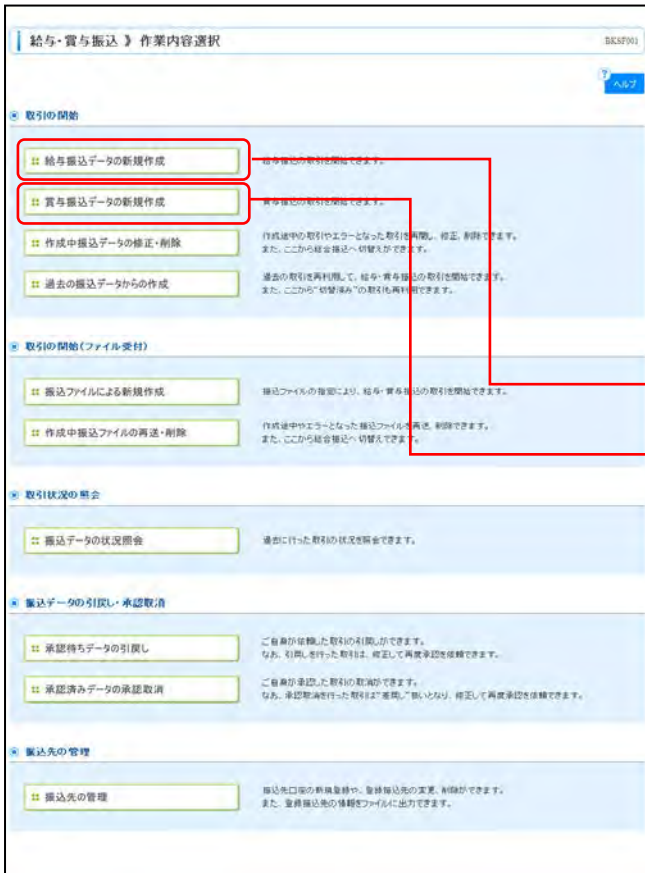 給与・賞与振込 》 作業内容選択
BKSF001
? ヘルプ
取引の開始
給与振込データの新規作成
給与振込の取引を開始できます。
賞与振込データの新規作成
賞与振込の取引を開始できます。
作成中振込データの修正・削除
作成途中の取引やエラーとなった取引を再開し、修正、削除できます。
また、ここから総合振込へ切替えができます。
過去の振込データからの作成
過去の取引を再利用して、給与・賞与振込の取引を開始できます。
また、ここから“切替済み”の取引も再利用できます。
取引の開始(ファイル受付)
振込ファイルによる新規作成
振込ファイルの指定により、給与・賞与振込の取引を開始できます。
作成中振込ファイルの再送・削除
作成途中やエラーとなった振込ファイルを再送、削除できます。
また、ここから総合振込へ切替えできます。
取引状況の照会
振込データの状況照会
過去に行った取引の状況を照会できます。
振込データの引戻し・承認取消
承認待ちデータの引戻し
ご自身が依頼した取引の引戻しができます。
なお、引戻しを行った取引は、修正して再度承認を依頼できます。
承認済みデータの承認取消
ご自身が承認した取引の取消ができます。
なお、承認取消を行った取引は“差戻し”扱いとなり、修正して再度承認を依頼できます。
振込先の管理
振込先の管理
振込先口座の新規登録や、登録振込先の変更、削除ができます。
また、登録振込先の情報をファイルに出力できます。